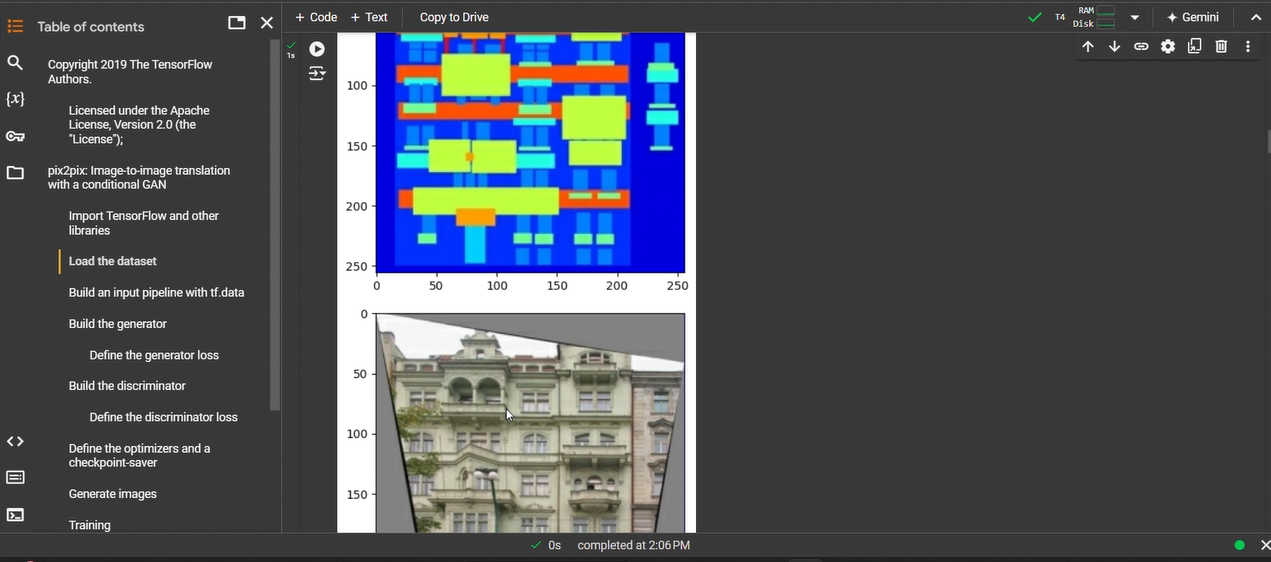 Table of contents
+ Code + Text
Copy to Drive
T4
RAM
Disk
Gemini
Copyright 2019 The TensorFlow
Authors.
Licensed under the Apache
License, Version 2.0 (the
"License");
pix2pix: Image-to-image translation
with a conditional GAN
Import TensorFlow and other
libraries
Load the dataset
Build an input pipeline with tf.data
Build the generator
Define the generator loss
Build the discriminator
Define the discriminator loss
Define the optimizers and a
checkpoint-saver
Generate images
Training
{x}
1s
100
150
200
250
0 50 100 150 200 250
0
50
100
150
0s completed at 2:06 PM